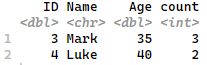 ID Name Age count
<dbl> <chr> <dbl> <int>
1 3 Mark 35 3
2 4 Luke 40 2